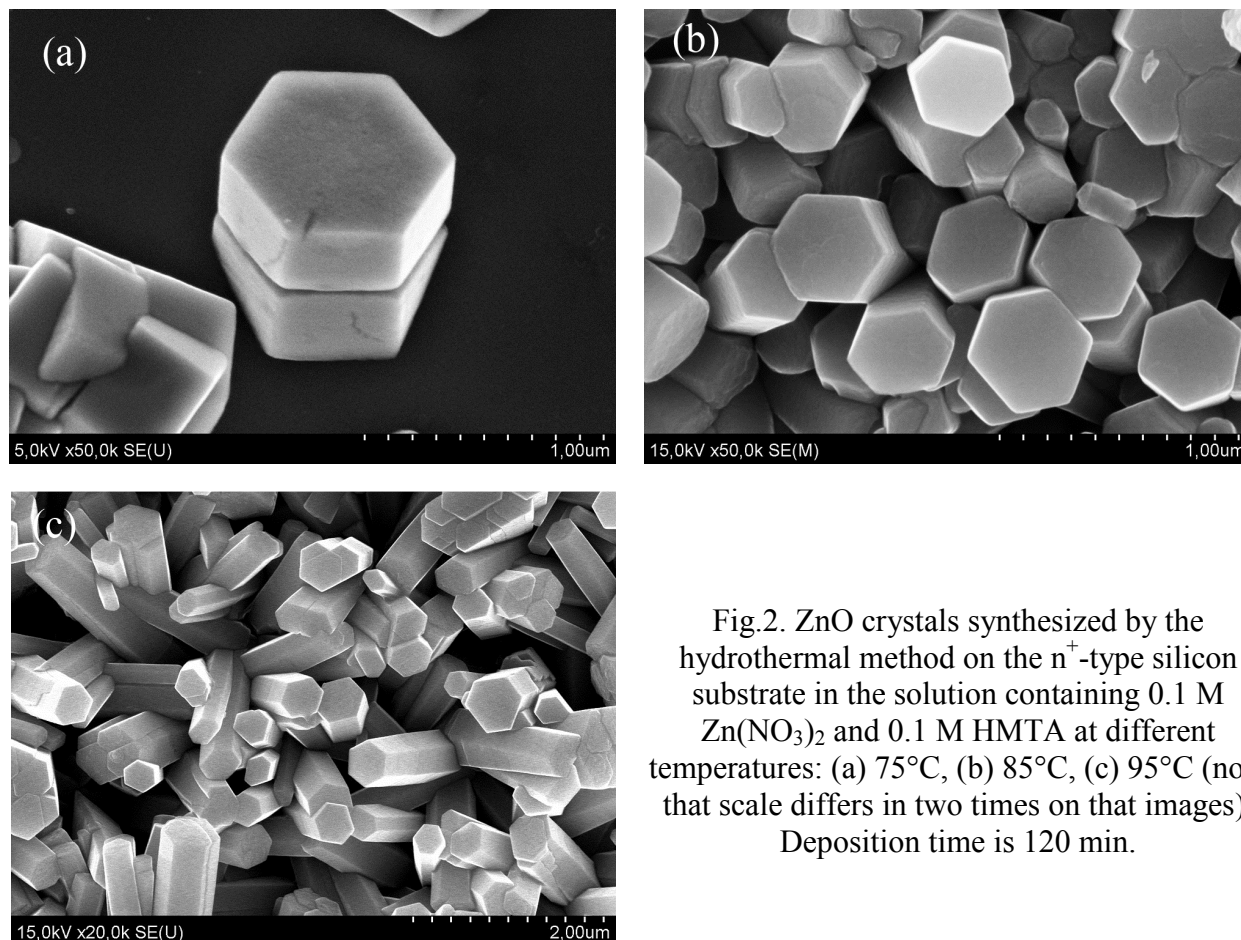 (a)
5,0kV x50,0k SE(U) 1,00um
(b)
15,0kV x50,0k SE(M) 1,00um
(c)
15,0kV x20,0k SE(U) 2,00um
Fig.2. ZnO crystals synthesized by the
hydrothermal method on the n⁺-type silicon
substrate in the solution containing 0.1 M
Zn(NO₃)₂ and 0.1 M HMTA at different
temperatures: (a) 75°C, (b) 85°C, (c) 95°C
that scale differs in two times on that images)
Deposition time is 120 min.